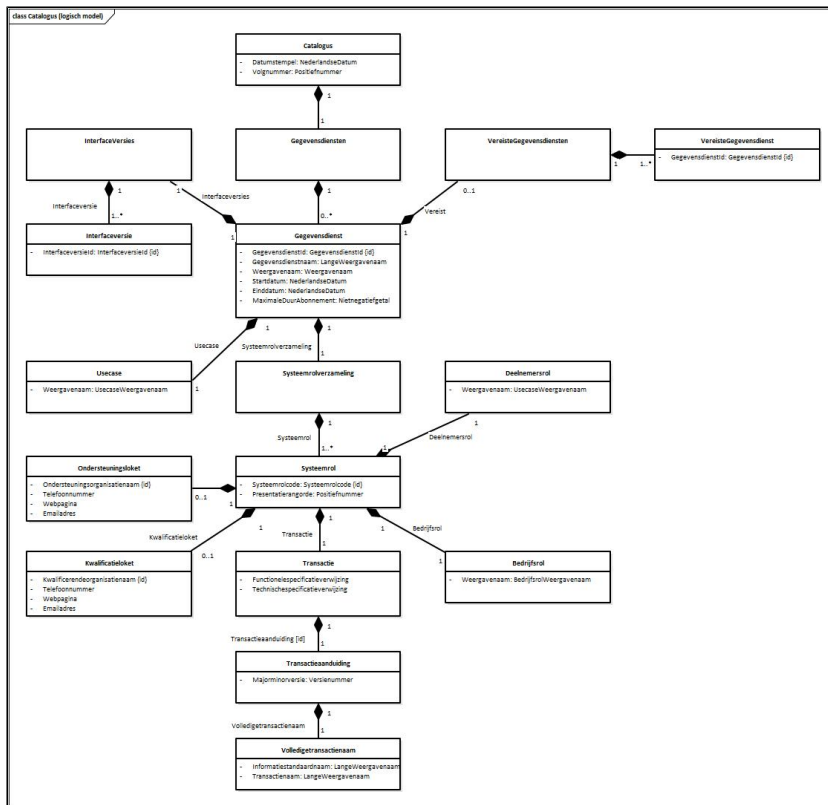 class Catalogus (logisch model)
Catalogus
- Datumstempel: NederlandseDatum
- Volgnummer: Positiefnummer
1
1
InterfaceVersies
Gegevensdiensten
VereisteGegevensdiensten
VereisteGegevensdienst
- GegevensdienstId: GegevensdienstId {id}
1
1..*
1
1
1
0..1
Interfaceversies
Interfaceversie
Vereist
1..*
0..*
1
1
Interfaceversie
- InterfaceversieId: InterfaceversieId {id}
Gegevensdienst
- GegevensdienstId: GegevensdienstId {id}
- Gegevensdienstnaam: LangeWeergavenaam
- Weergavenaam: Weergavenaam
- Startdatum: NederlandseDatum
- Einddatum: NederlandseDatum
- MaximaleDuurAbonnement: Nietnegatiefgetal
1
1
Usecase
Systeemrolverzameling
1
1
Usecase
- Weergavenaam: UsecaseWeergavenaam
Systeemrolverzameling
Deelnemersrol
- Weergavenaam: UsecaseWeergavenaam
1
1
Systeemrol
Deelnemersrol
1..*
1
Ondersteuningsloket
- Ondersteuningsorganisatienaam {id}
- Telefoonnummer
- Webpagina
- Emailadres
0..1
1
Systeemrol
- Systeemrolcode: Systeemrolcode {id}
- Presentatierangorde: Positiefnummer
1
1
1
Kwalificatieloket
Transactie
Bedrijfsrol
0..1
1
1
Kwalificatieloket
- Kwalificerendeorganisatienaam {id}
- Telefoonnummer
- Webpagina
- Emailadres
Transactie
- Functionelespecificatieverwijzing
- Technischespecificatieverwijzing
Bedrijfsrol
- Weergavenaam: BedrijfsrolWeergavenaam
1
Transactieaanduiding {id}
1
Transactieaanduiding
- Majorminorversie: Versienummer
1
Volledigetransactienaam
1
Volledigetransactienaam
- Informatiestandaardnaam: LangeWeergavenaam
- Transactienaam: LangeWeergavenaam